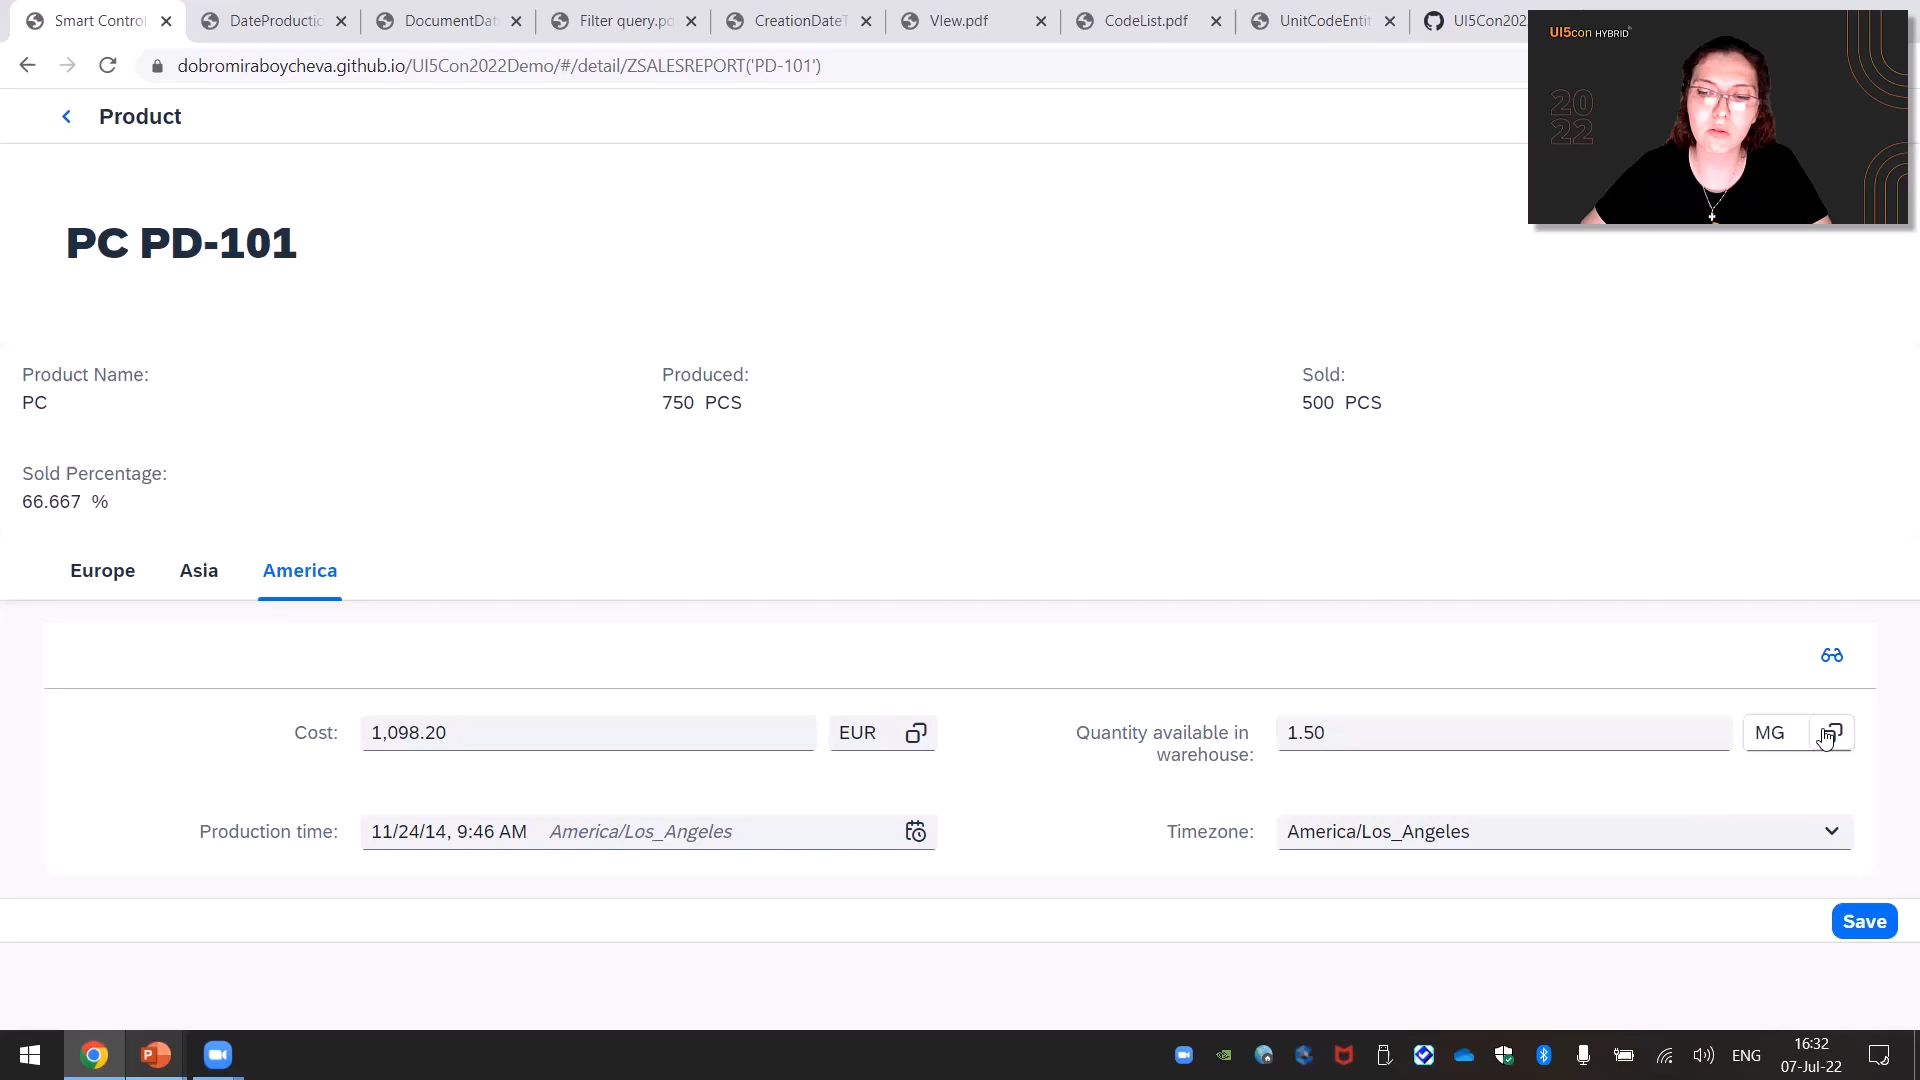 Smart Contro
DateProductio
DocumentDat
Filter query.pd
CreationDateT
VIew.pdf
CodeList.pdf
UnitCodeEntit
UI5Con202
dobromiraboycheva.github.io/UI5Con2022Demo/#/detail/ZSALESREPORT('PD-101')
UI5con HYBRID
20
22
Product
PC PD-101
Product Name:
PC
Produced:
750 PCS
Sold:
500 PCS
Sold Percentage:
66.667 %
Europe
Asia
America
Cost:
1,098.20
EUR
Quantity available in
warehouse:
1.50
MG
Production time:
11/24/14, 9:46 AM America/Los_Angeles
Timezone:
America/Los_Angeles
Save
ENG
16:32
07-Jul-22